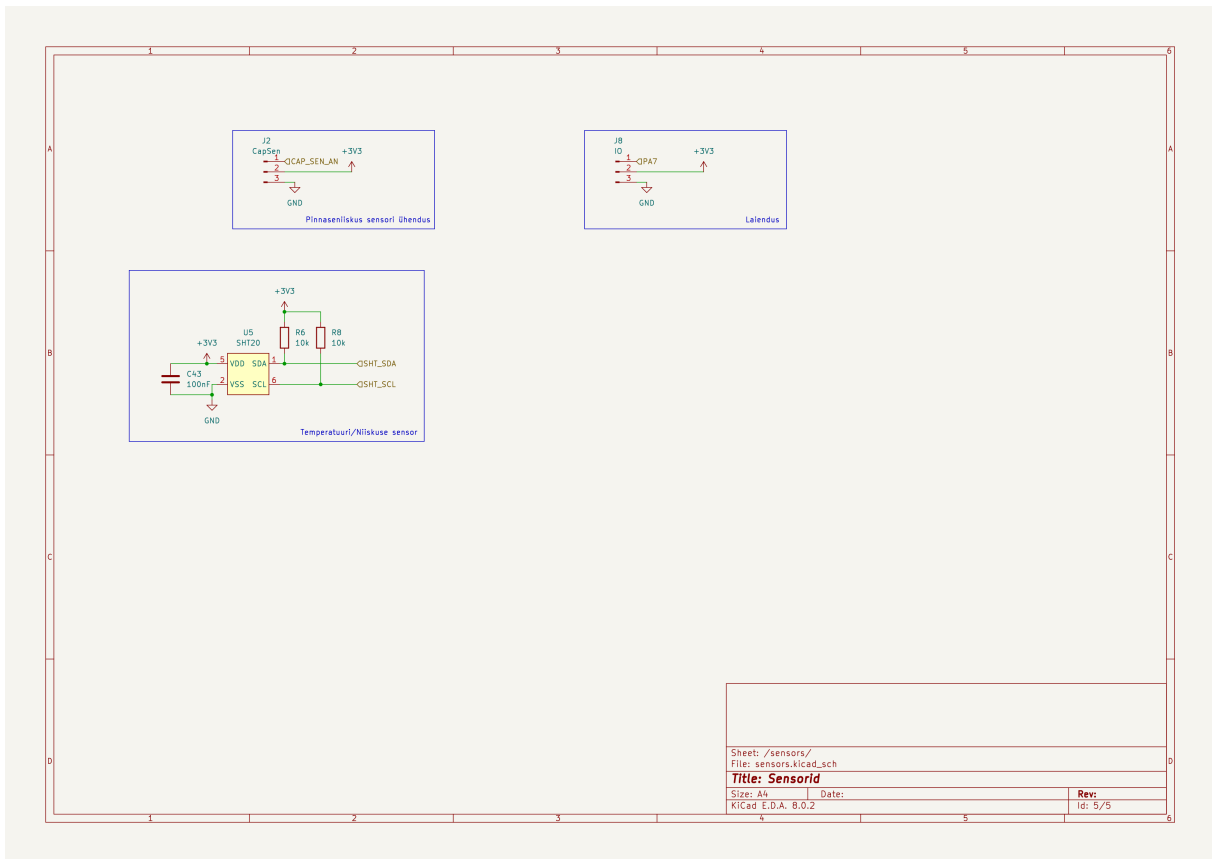 1 2 3 4 5 6
A A
J2
CapSen
1 CAP_SEN_AN
2
3
+3V3
GND
Pinnaseniiskus sensori ühendus
J8
IO
1 PA7
2
3
+3V3
GND
Laiendus
B B
+3V3
R6
10k
R8
10k
+3V3
U5
SHT20
5 VDD SDA 1
2 VSS SCL 6
C43
100nF
SHT_SDA
SHT_SCL
GND
Temperatuuri/Niiskuse sensor
C C
D D
Sheet: /sensors/
File: sensors.kicad_sch
Title: Sensorid
Size: A4 Date: Rev:
KiCad E.D.A. 8.0.2 Id: 5/5
1 2 3 4 5 6